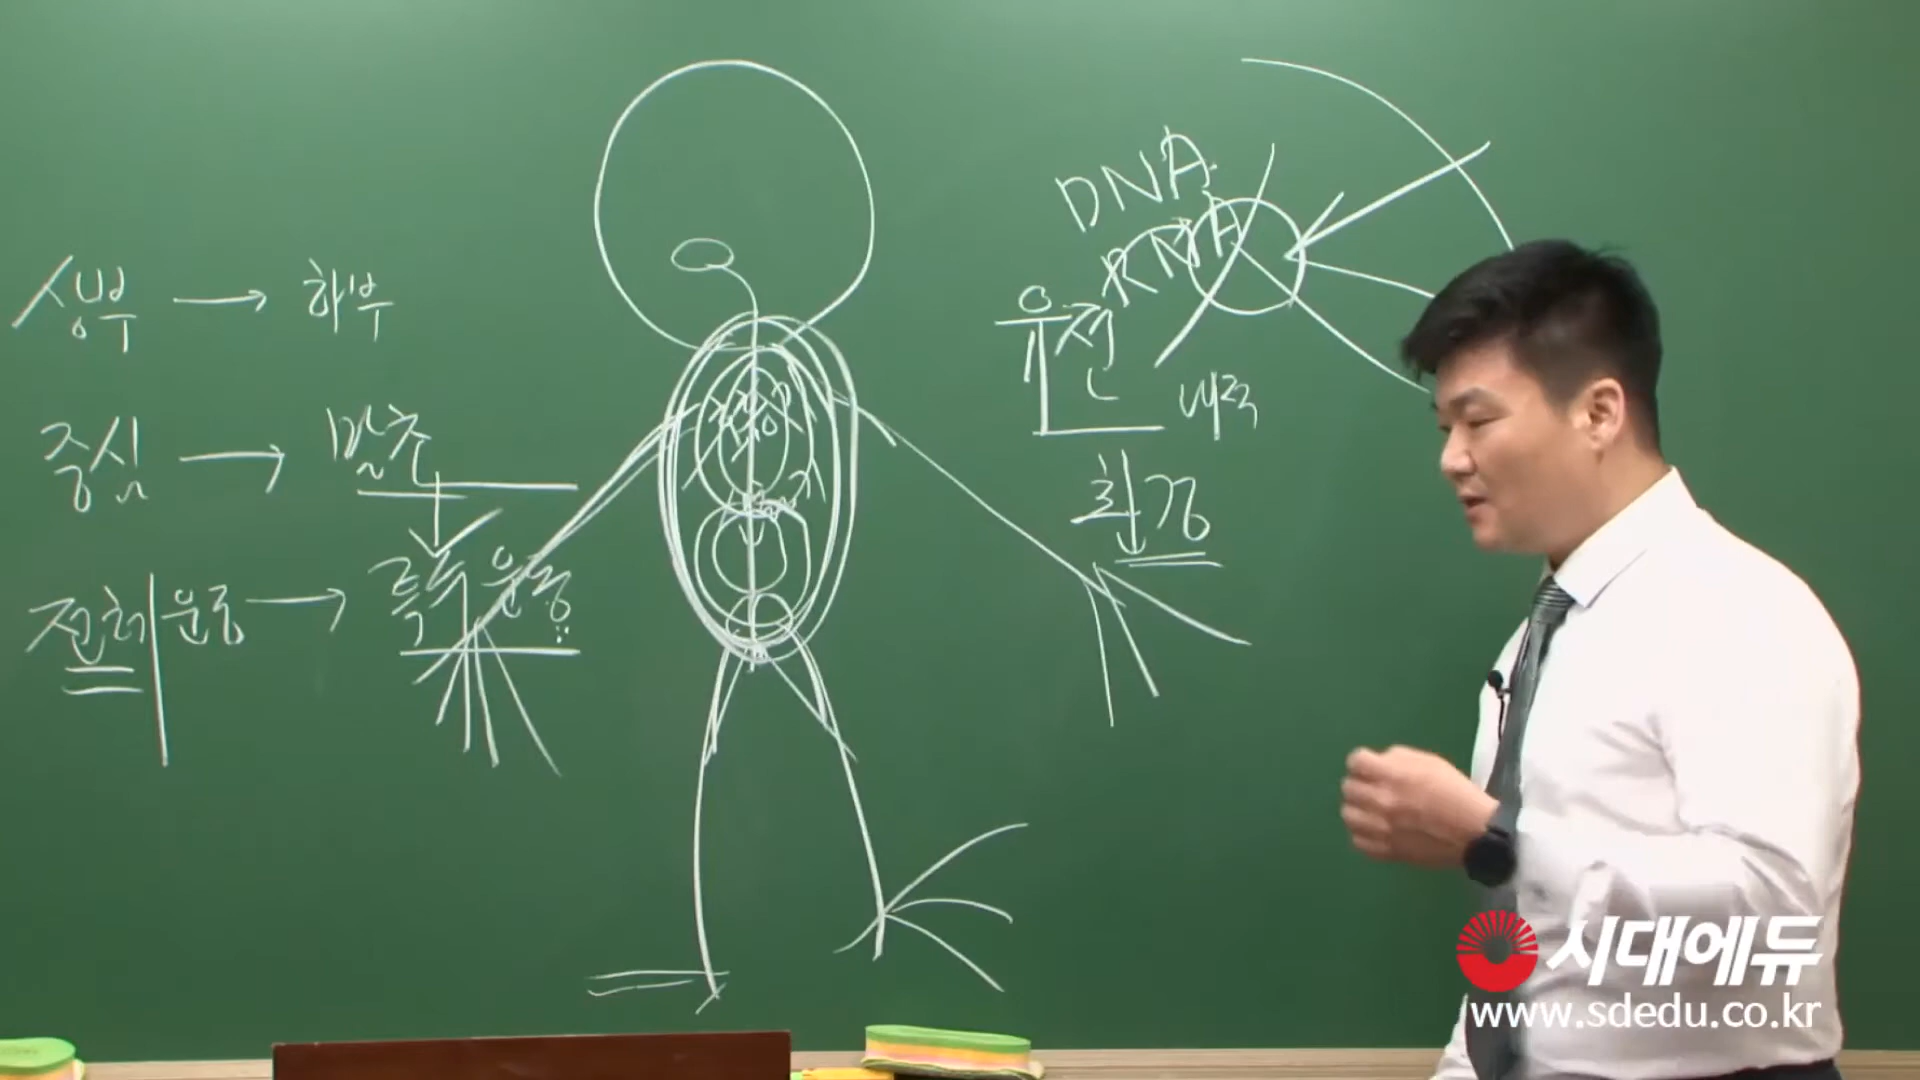 상부 → 하부
중심 → 말초
전체운동 → 특수운동
DNA
RNA
유전
내적
환경
시대에듀
www.sdedu.co.kr